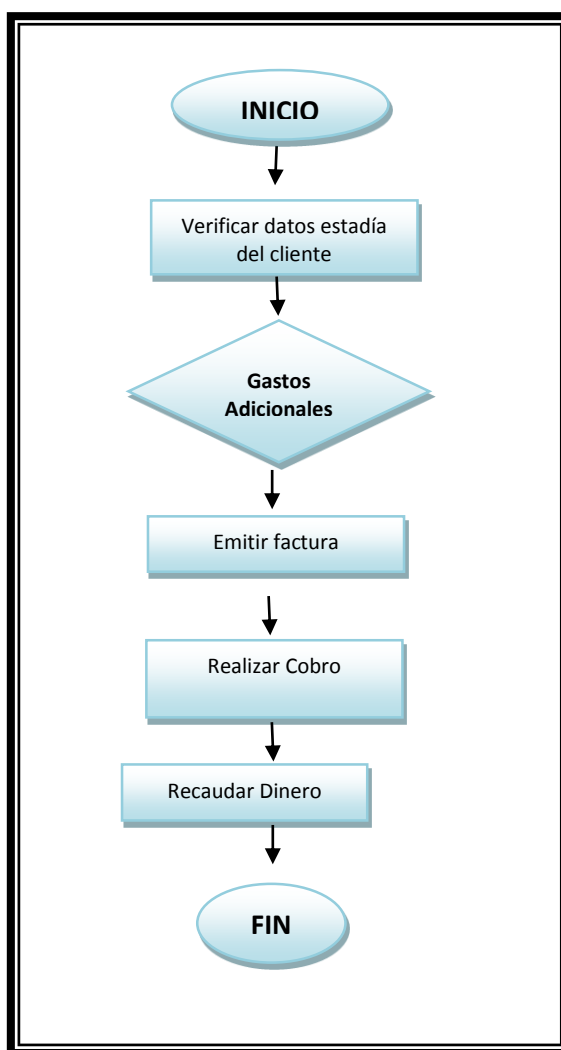 INICIO
Verificar datos estadía
del cliente
Gastos
Adicionales
Emitir factura
Realizar Cobro
Recaudar Dinero
FIN